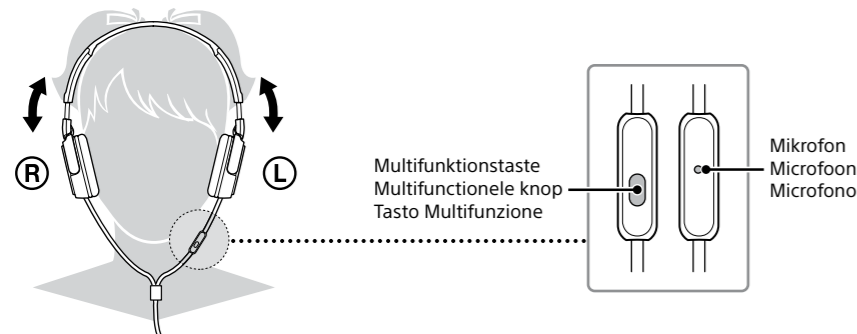 R
L
Multifunktionstaste
Multifunctionele knop
Tasto Multifunzione
Mikrofon
Microfoon
Microfono